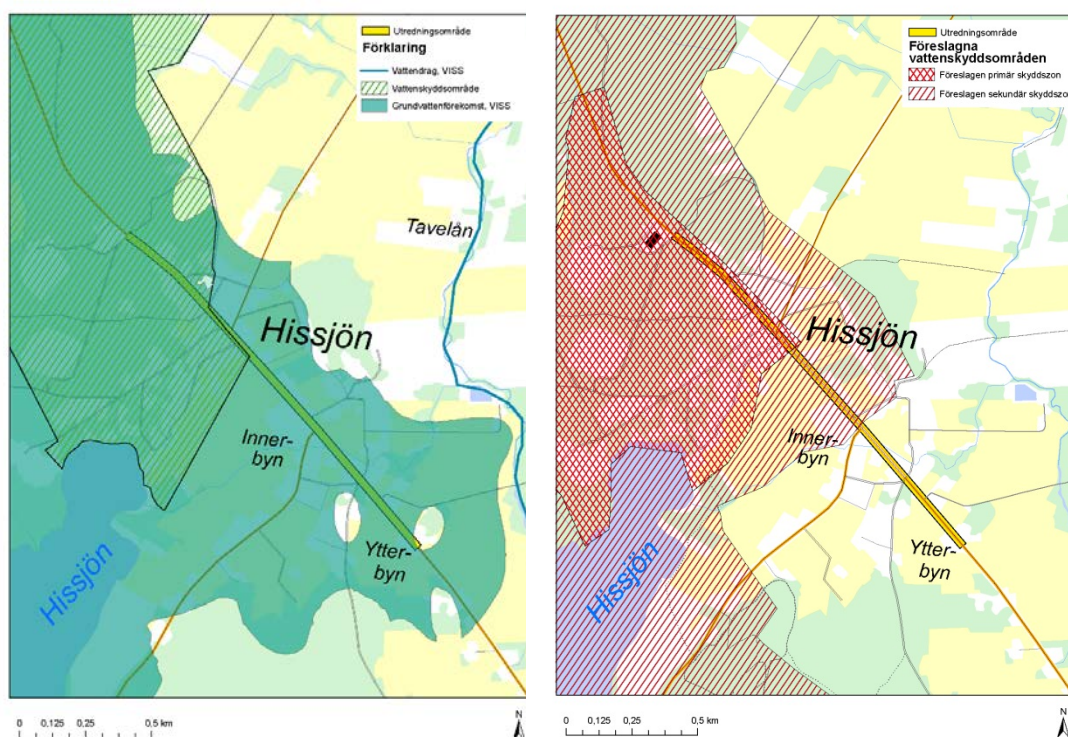 Utredningsområde
Förklaring
Vattendrag, VISS
Vattenskyddsområde
Grundvattenförekomst, VISS
Tavelån
Hissjön
Inner-
byn
Ytter-
byn
Hissjön
0 0,125 0,25 0,5 km
N
Utredningsområde
Föreslagna
vattenskyddsområden
Föreslagen primär skyddszon
Föreslagen sekundär skyddszo
Hissjön
Inner-
byn
Ytter-
byn
Hissjön
0 0,125 0,25 0,5 km
N